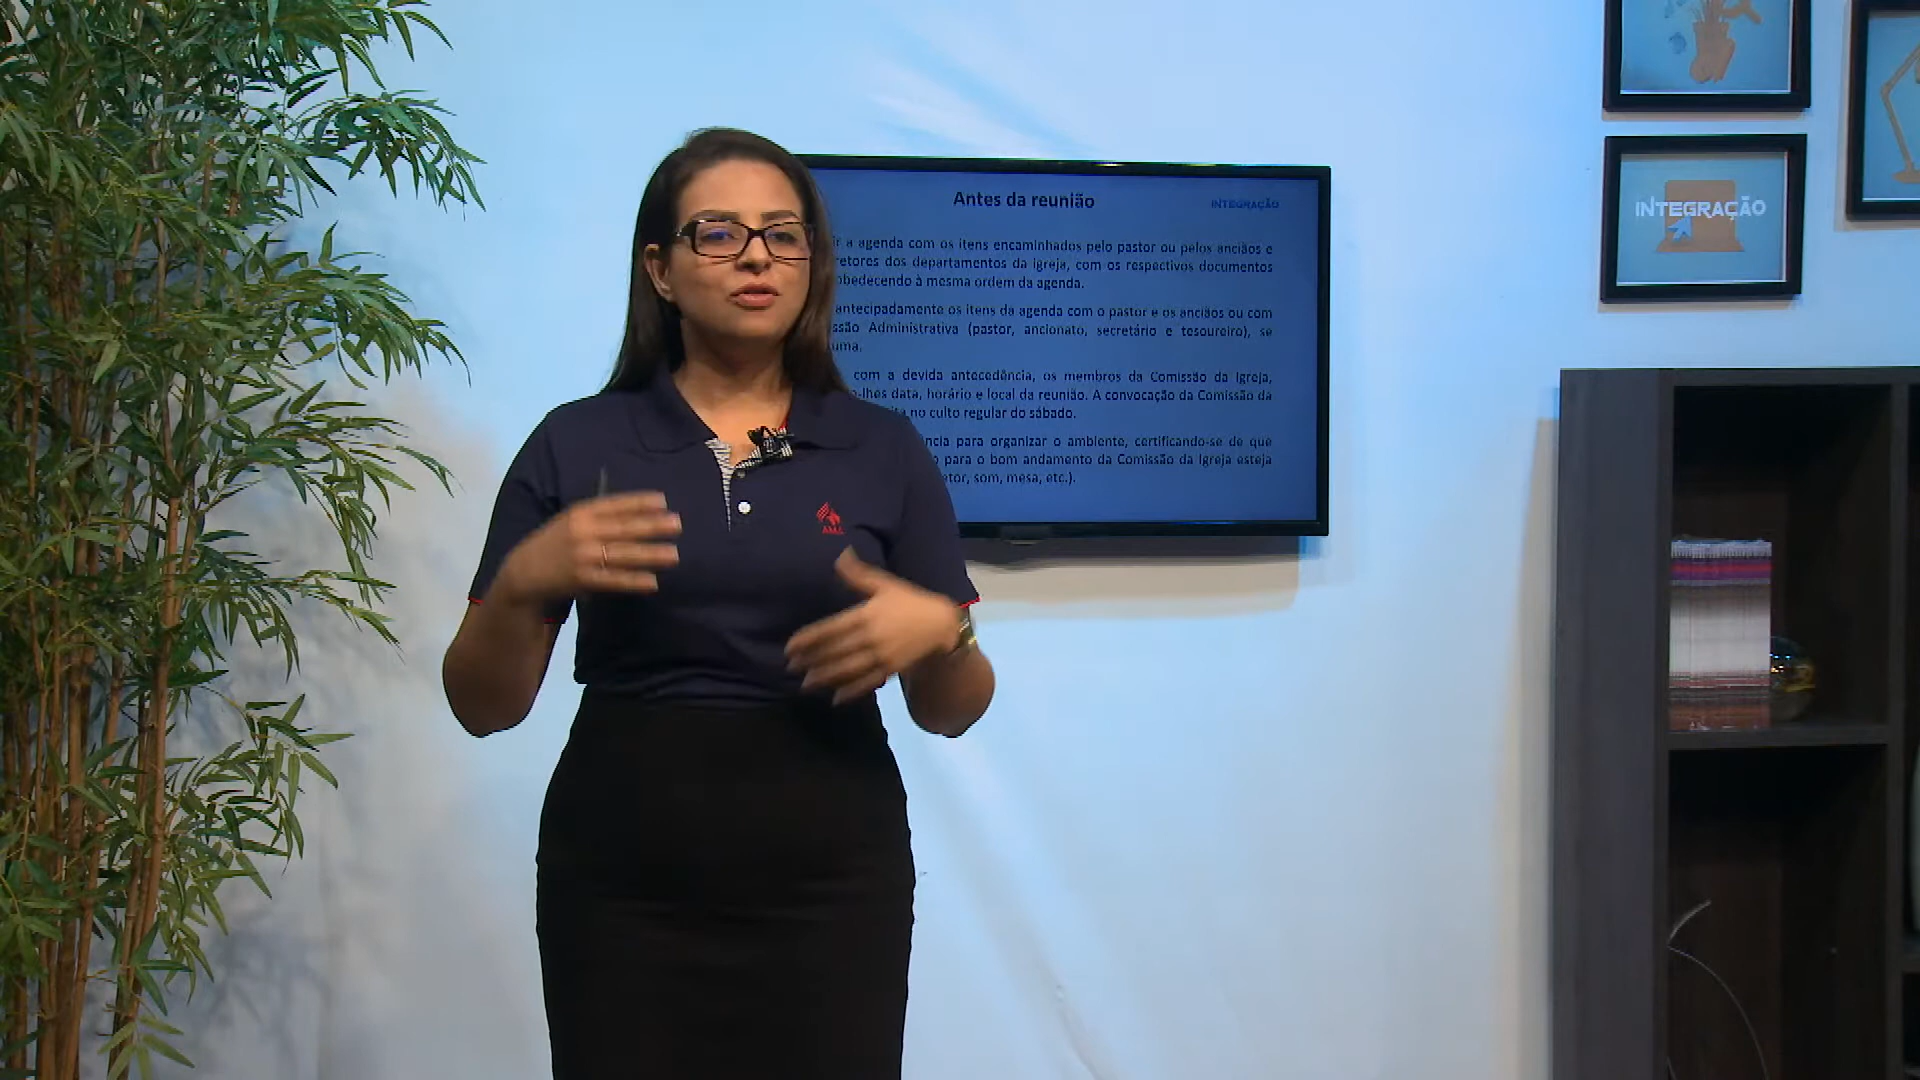 Antes da reunião
INTEGRAÇÃO
a agenda com os itens encaminhados pelo pastor ou pelos anciãos e
dos departamentos da Igreja, com os respectivos documentos
obedecendo à mesma ordem da agenda.
antecipadamente os itens da agenda com o pastor e os anciãos ou com
Administrativa (pastor, ancionato, secretário e tesoureiro), se
com a devida antecedência, os membros da Comissão da Igreja,
data, horário e local da reunião. A convocação da Comissão da
no culto regular do sábado.
para organizar o ambiente, certificando-se de que
para o bom andamento da Comissão da Igreja esteja
som, mesa, etc.).
INTEGRAÇÃO
AMA